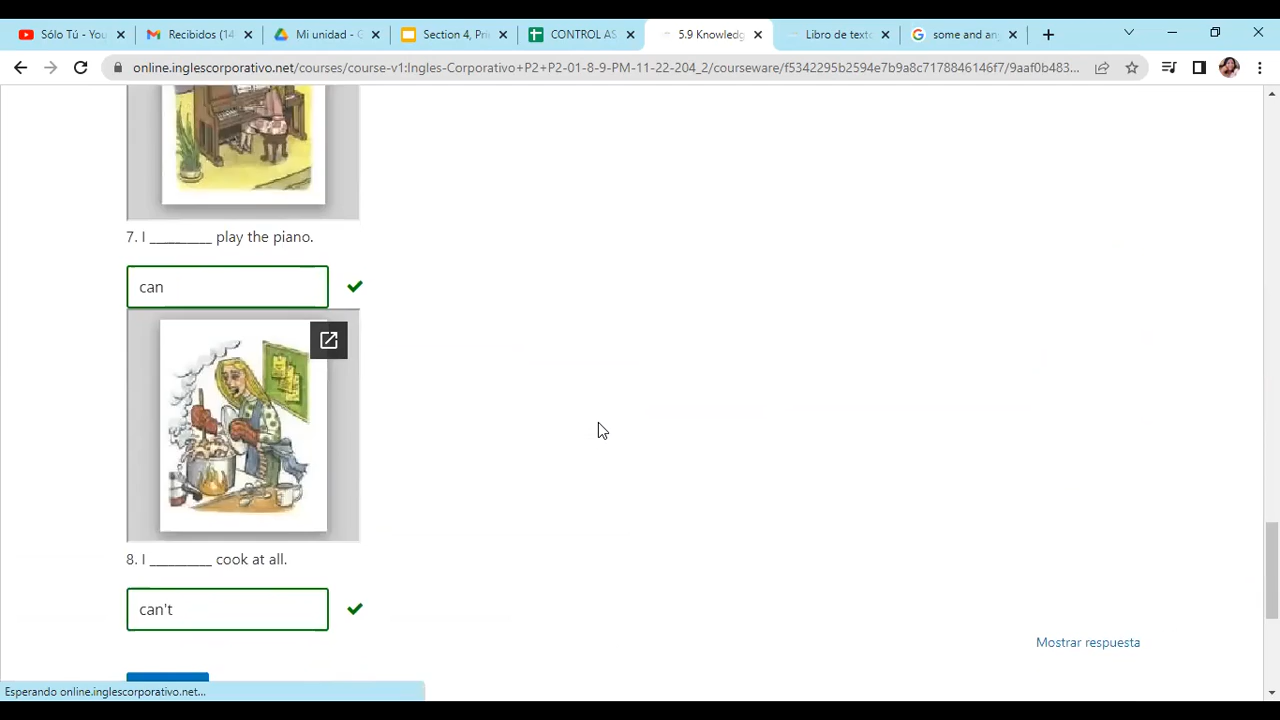 Sólo Tú - You
Recibidos (14
Mi unidad - G
Section 4, Pri
CONTROL AS
5.9 Knowledg
Libro de texto
some and an
online.inglescorporativo.net/courses/course-v1:Ingles-Corporativo+P2+P2-01-8-9-PM-11-22-204_2/courseware/f5342295b2594e7b9a8c7178846146f7/9aaf0b483...
7. I _________ play the piano.
can
8. I _________ cook at all.
can't
Mostrar respuesta
Esperando online.inglescorporativo.net...